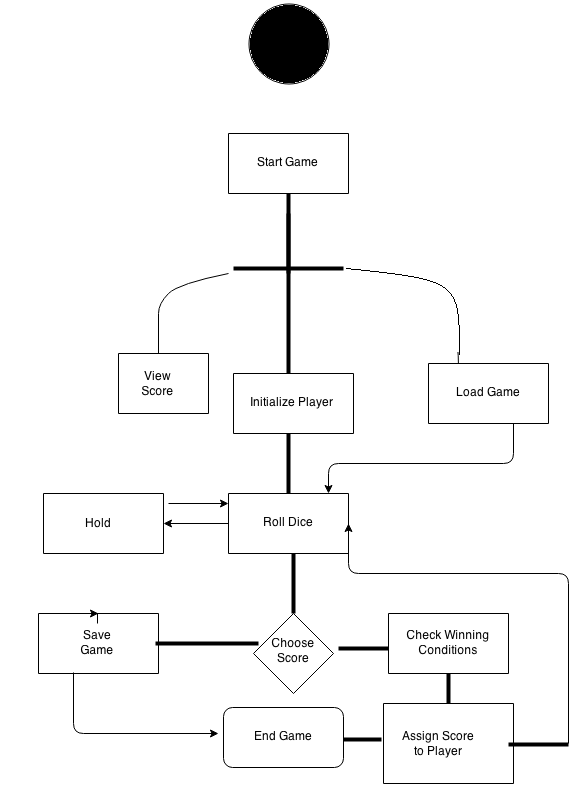 Start Game
View
Score
Initialize Player
Load Game
Hold
Roll Dice
Save
Game
Choose
Score
Check Winning
Conditions
End Game
Assign Score
to Player